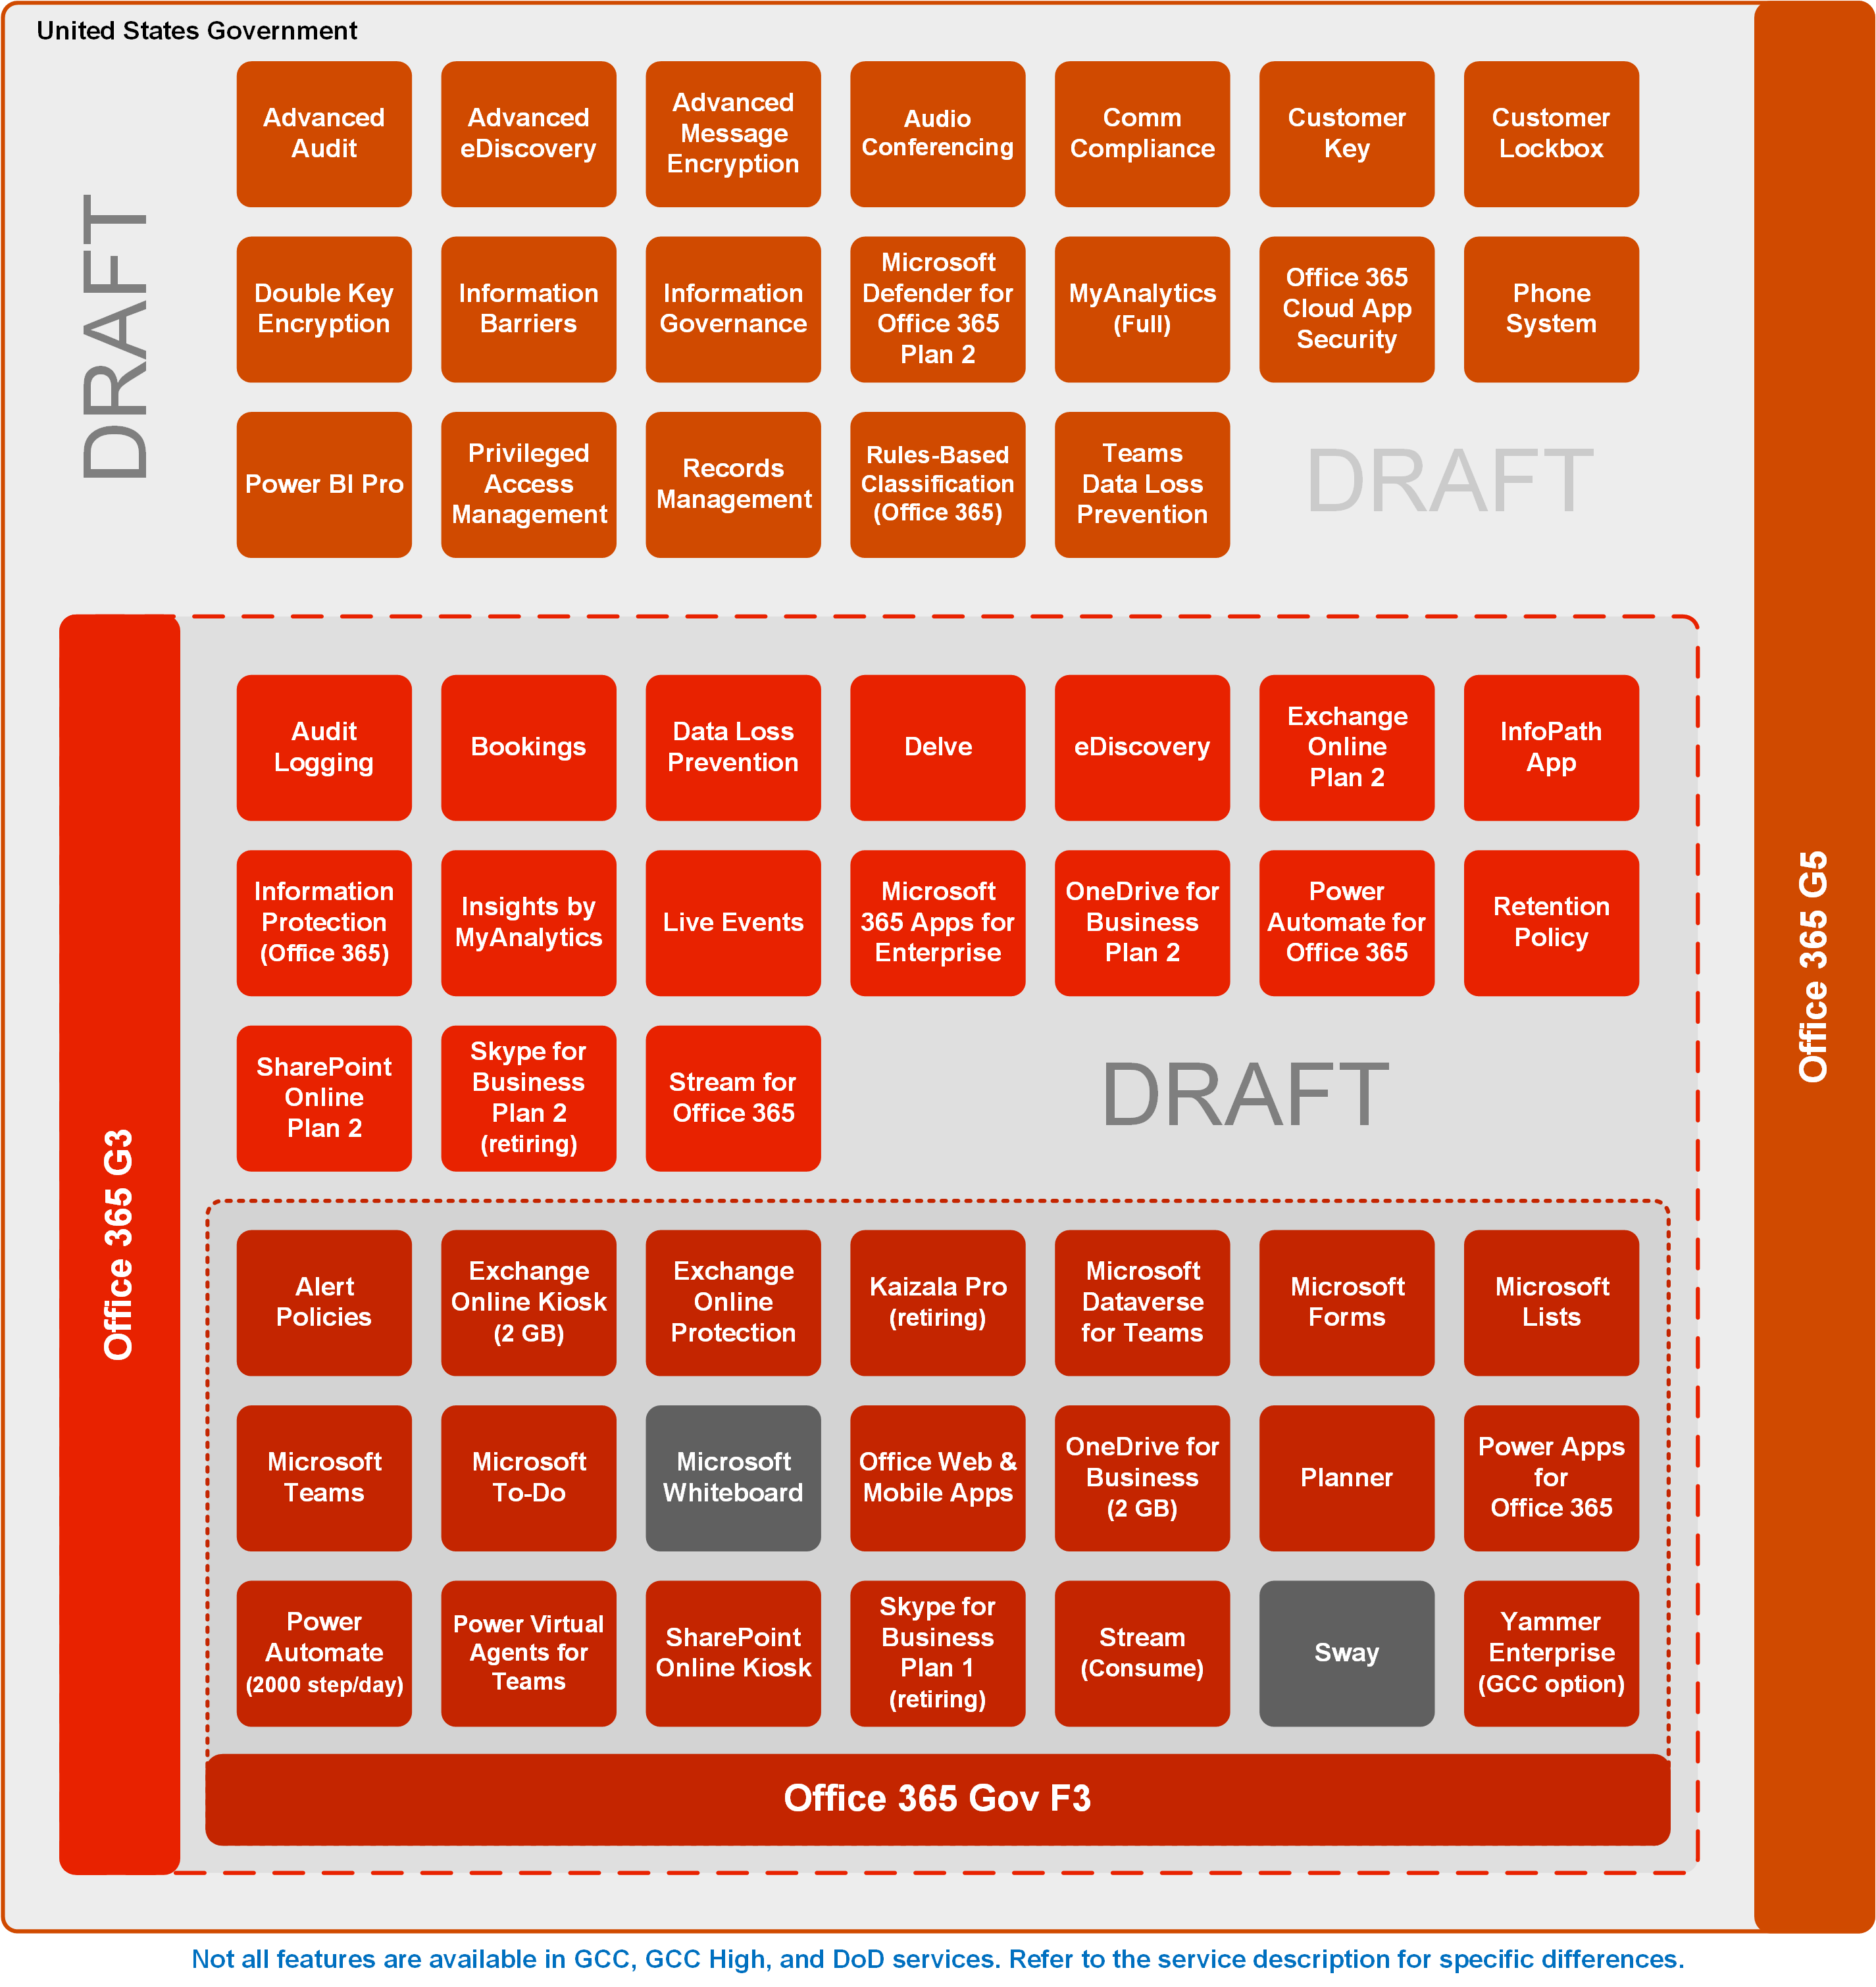 United States Government
Advanced
Audit
Advanced
eDiscovery
Advanced
Message
Encryption
Audio
Conferencing
Comm
Compliance
Customer
Key
Customer
Lockbox
DRAFT
Double Key
Encryption
Information
Barriers
Information
Governance
Microsoft
Defender for
Office 365
Plan 2
MyAnalytics
(Full)
Office 365
Cloud App
Security
Phone
System
Power BI Pro
Privileged
Access
Management
Records
Management
Rules-Based
Classification
(Office 365)
Teams
Data Loss
Prevention
DRAFT
Office 365 G5
Office 365 G3
Audit
Logging
Bookings
Data Loss
Prevention
Delve
eDiscovery
Exchange
Online
Plan 2
InfoPath
App
Information
Protection
(Office 365)
Insights by
MyAnalytics
Live Events
Microsoft
365 Apps for
Enterprise
OneDrive for
Business
Plan 2
Power
Automate for
Office 365
Retention
Policy
SharePoint
Online
Plan 2
Skype for
Business
Plan 2
(retiring)
Stream for
Office 365
DRAFT
Alert
Policies
Exchange
Online Kiosk
(2 GB)
Exchange
Online
Protection
Kaizala Pro
(retiring)
Microsoft
Dataverse
for Teams
Microsoft
Forms
Microsoft
Lists
Microsoft
Teams
Microsoft
To-Do
Microsoft
Whiteboard
Office Web &
Mobile Apps
OneDrive for
Business
(2 GB)
Planner
Power Apps
for
Office 365
Power
Automate
(2000 step/day)
Power Virtual
Agents for
Teams
SharePoint
Online Kiosk
Skype for
Business
Plan 1
(retiring)
Stream
(Consume)
Sway
Yammer
Enterprise
(GCC option)
Office 365 Gov F3
Not all features are available in GCC, GCC High, and DoD services. Refer to the service description for specific differences.